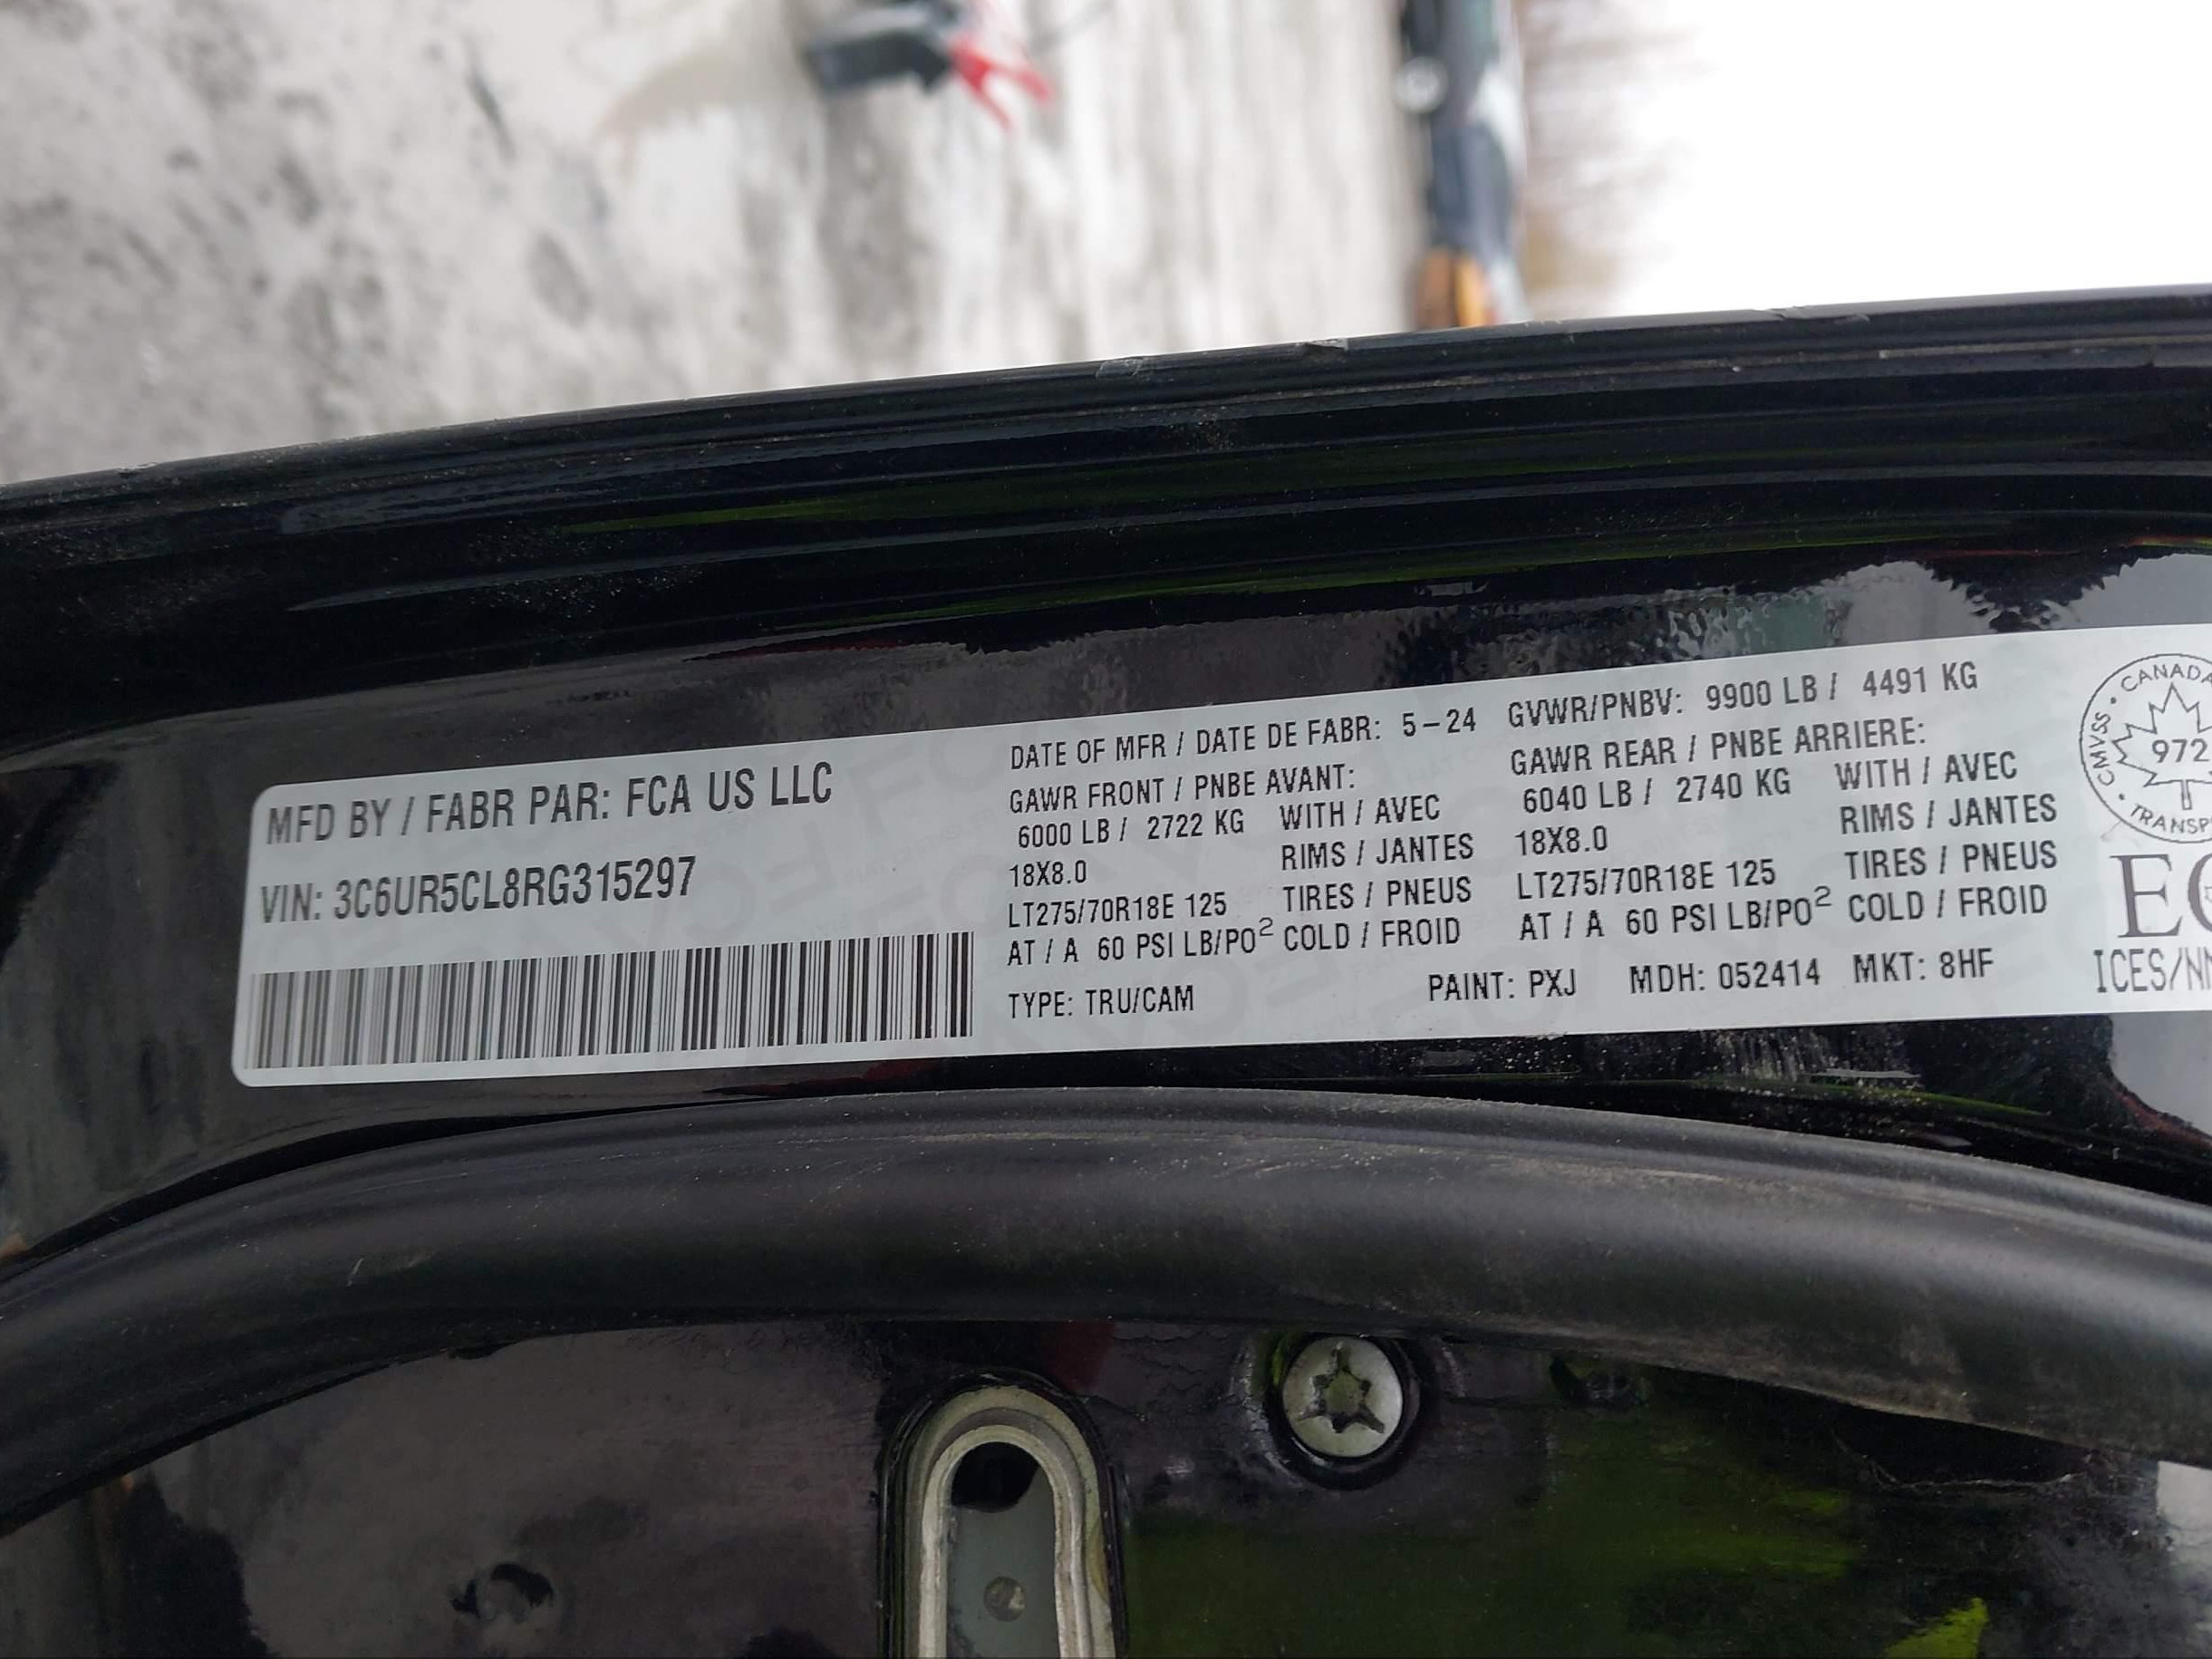 MFD BY / FABR PAR: FCA US LLC
VIN: 3C6UR5CL8RG315297
DATE OF MFR / DATE DE FABR: 5-24
GAWR FRONT / PNBE AVANT:
6000 LB / 2722 KG WITH / AVEC
18X8.0 RIMS / JANTES
LT275/70R18E 125 TIRES / PNEUS
AT / A 60 PSI LB/PO² COLD / FROID
TYPE: TRU/CAM
GVWR/PNBV: 9900 LB / 4491 KG
GAWR REAR / PNBE ARRIERE:
6040 LB / 2740 KG WITH / AVEC
18X8.0 RIMS / JANTES
LT275/70R18E 125 TIRES / PNEUS
AT / A 60 PSI LB/PO² COLD / FROID
PAINT: PXJ MDH: 052414 MKT: 8HF
CANADA
CMVSS
972